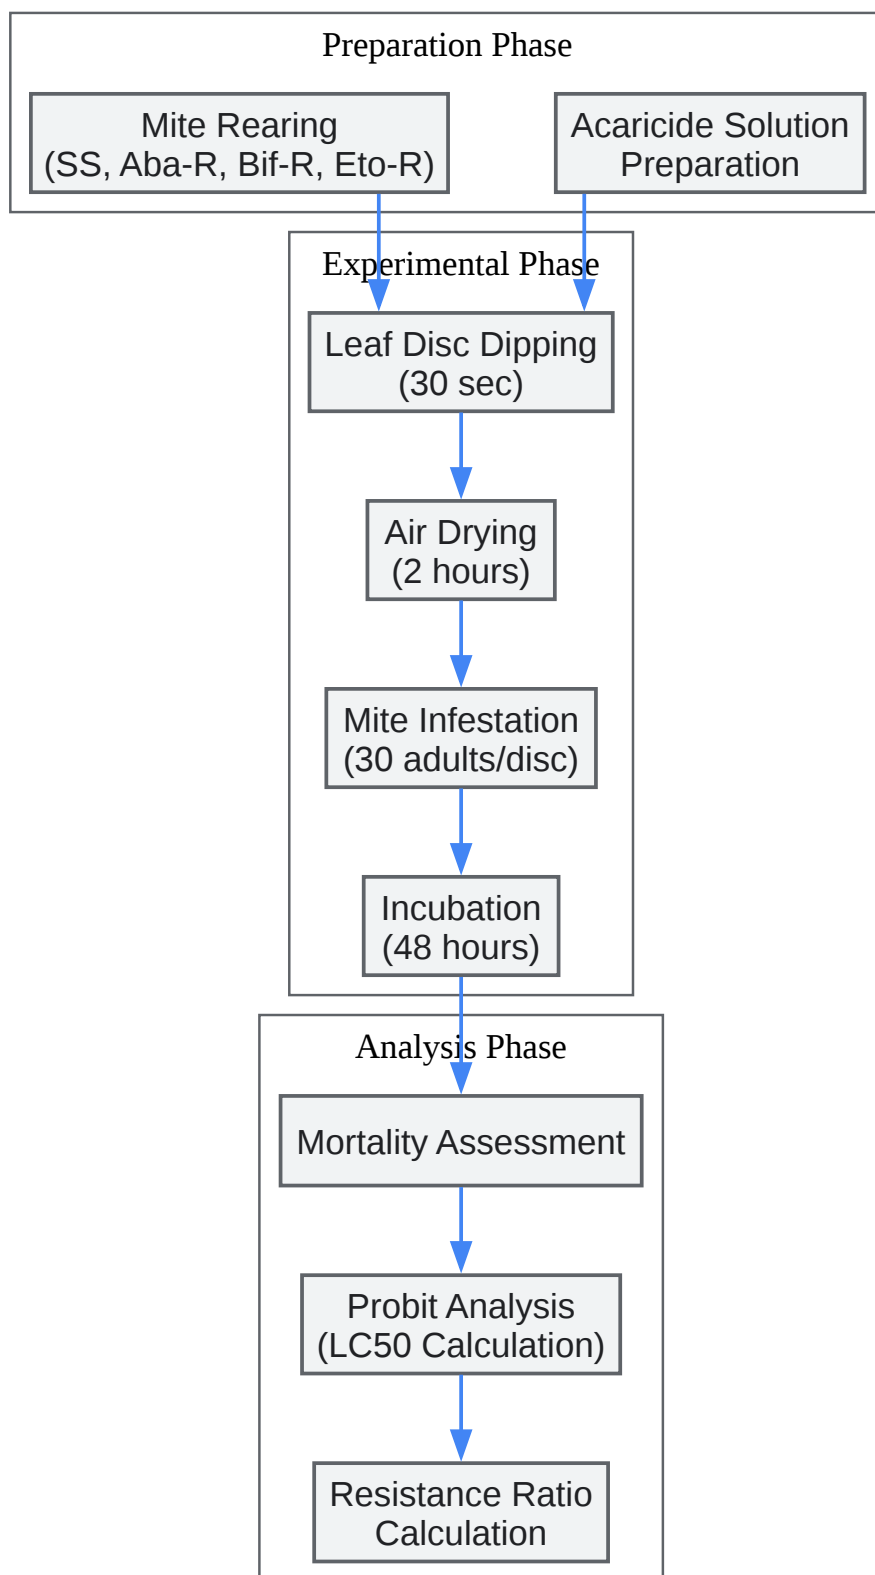 Preparation Phase
Mite Rearing
(SS, Aba-R, Bif-R, Eto-R)
Acaricide Solution
Preparation
Experimental Phase
Leaf Disc Dipping
(30 sec)
Air Drying
(2 hours)
Mite Infestation
(30 adults/disc)
Incubation
(48 hours)
Analysis Phase
Mortality Assessment
Probit Analysis
(LC50 Calculation)
Resistance Ratio
Calculation